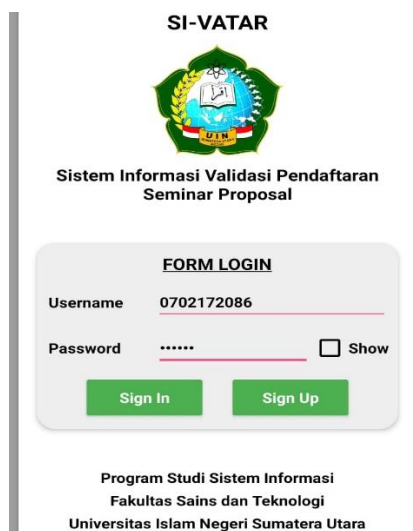 SI-VATAR
UIN
Sistem Informasi Validasi Pendaftaran
Seminar Proposal
FORM LOGIN
Username 0702172086
Password ••••••  Show
Sign In Sign Up
Program Studi Sistem Informasi
Fakultas Sains dan Teknologi
Universitas Islam Negeri Sumatera Utara